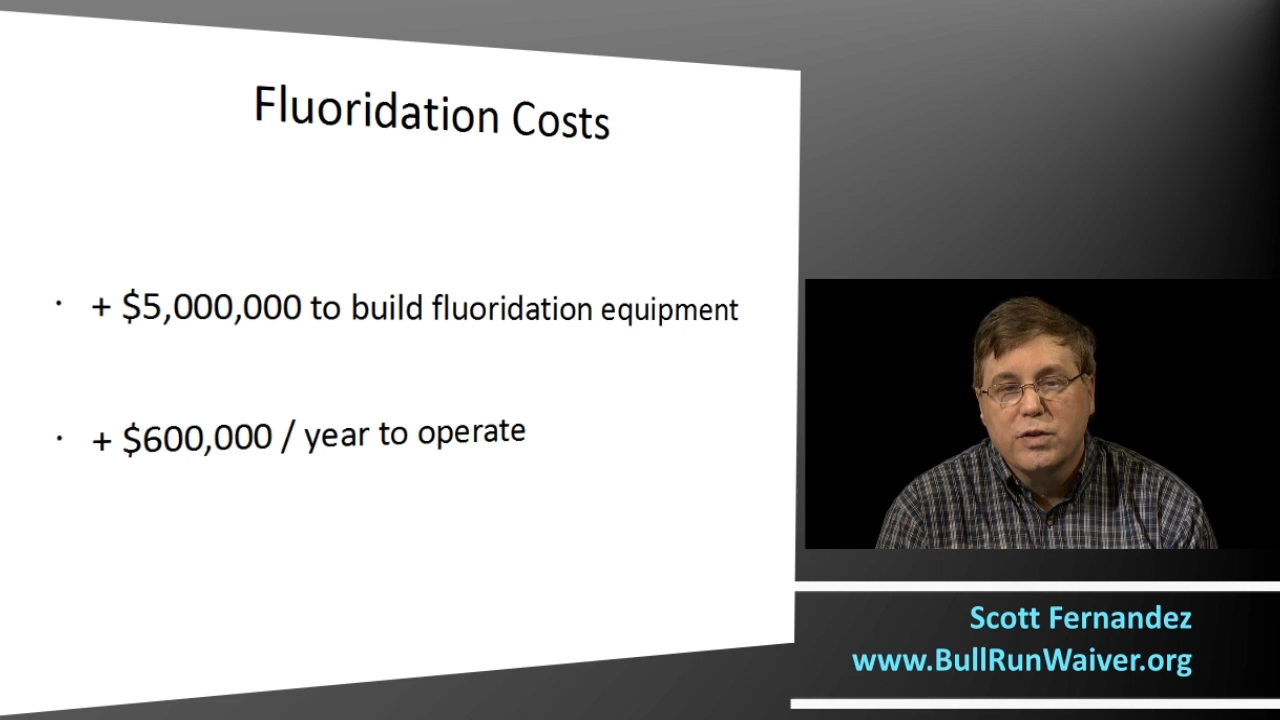 Fluoridation Costs
· + $5,000,000 to build fluoridation equipment
· + $600,000 / year to operate
Scott Fernandez
www.BullRunWaiver.org